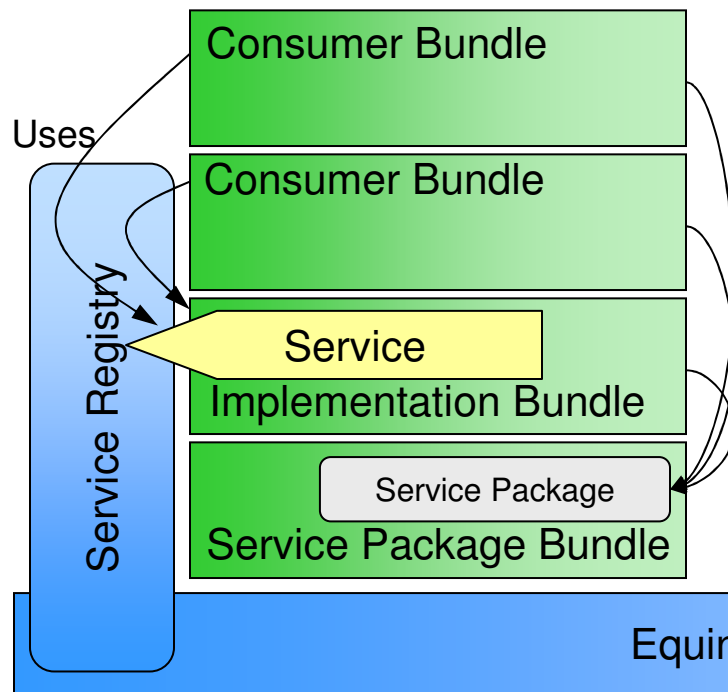 Consumer Bundle
Uses
Consumer Bundle
Service Registry
Service
Implementation Bundle
Service Package
Service Package Bundle